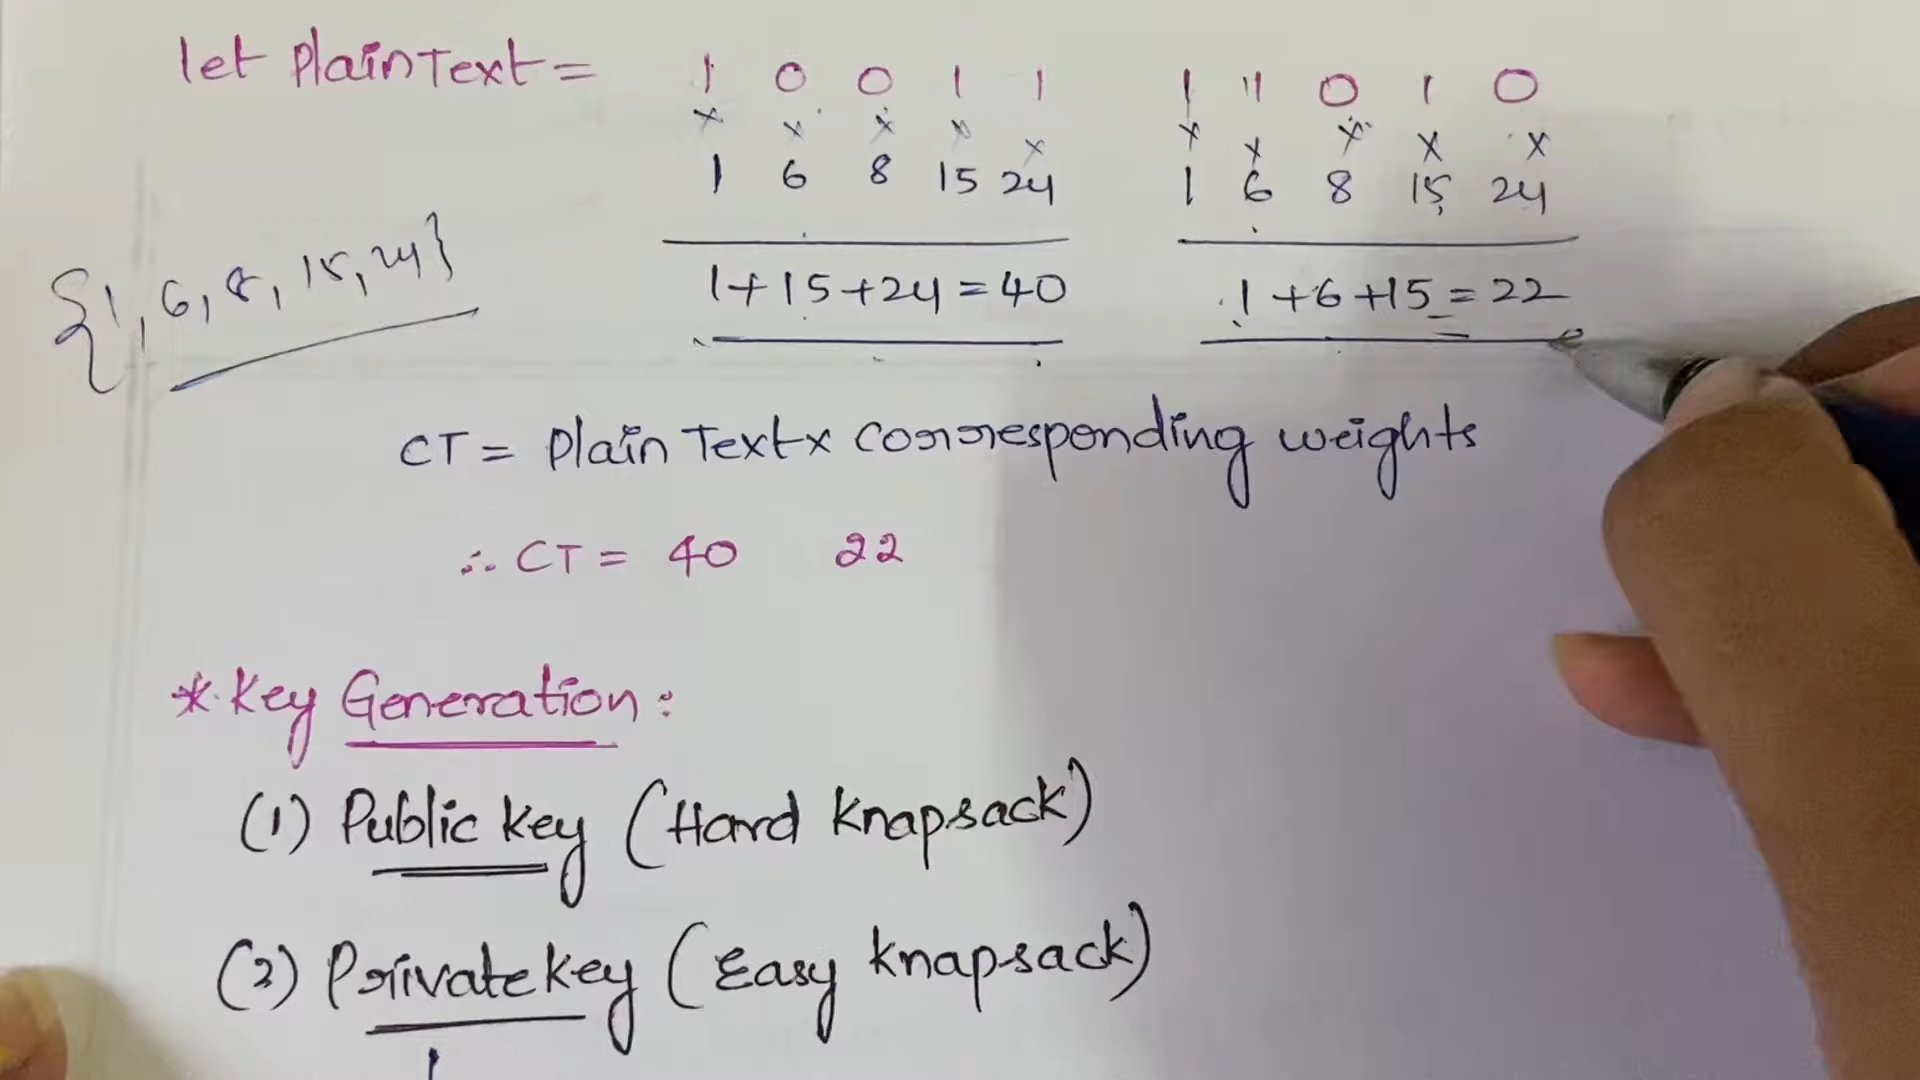 let PlainText = 1 0 0 1 1 1 1 0 1 0
x x x x x x x x x x
1 6 8 15 24 1 6 8 15 24
{1, 6, 8, 15, 24}
1+15+24=40 1+6+15=22
CT = Plain Text x corresponding weights
∴ CT = 40 22
* Key Generation:
(1) Public key (Hard knapsack)
(2) Private key (Easy knapsack)